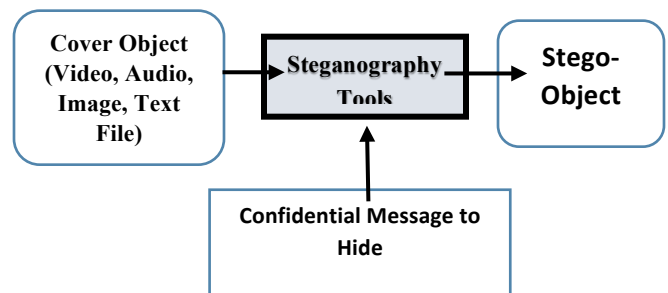 Cover Object
(Video, Audio,
Image, Text
File)
Steganography
Tools
Stego-
Object
Confidential Message to
Hide